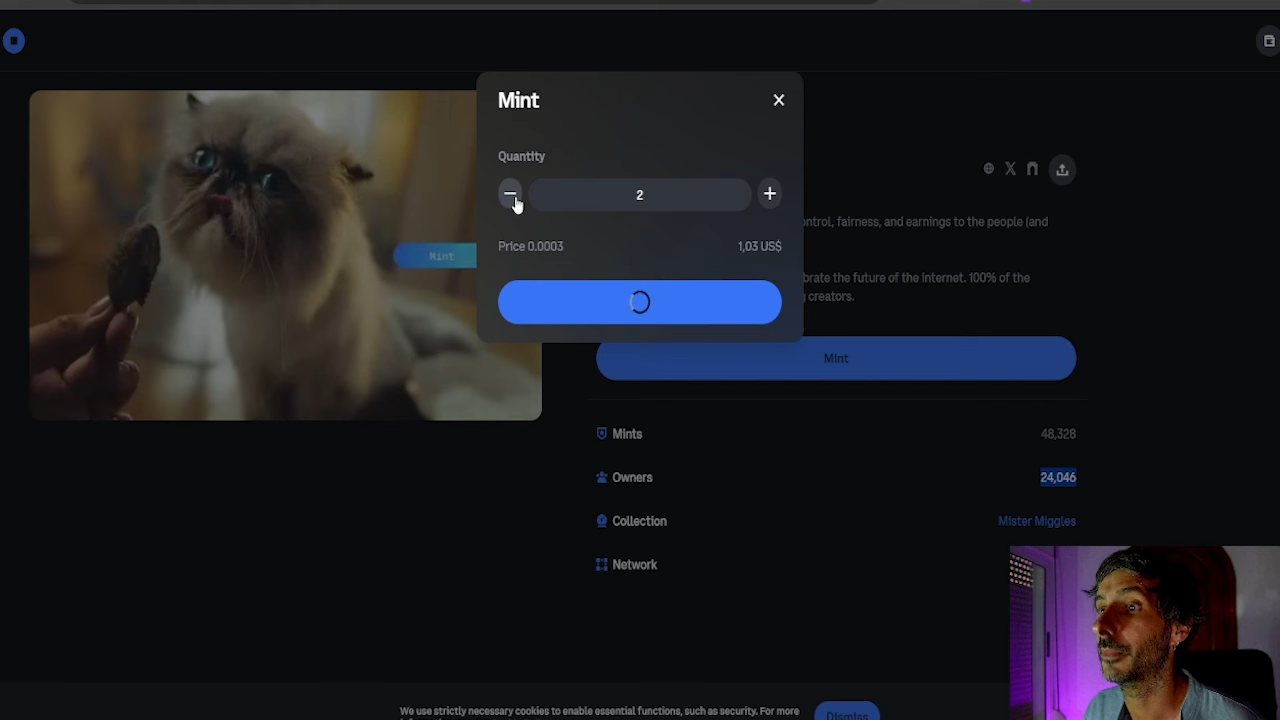 Mint
Quantity
2
Price 0.0003
1,03 US$
Mint
ontrol, fairness, and earnings to the people (and
brate the future of the internet. 100% of the
creators.
Mint
Mints
48,328
Owners
24,046
Collection
Mister Miggles
Network
We use strictly necessary cookies to enable essential functions, such as security. For more
Dismiss